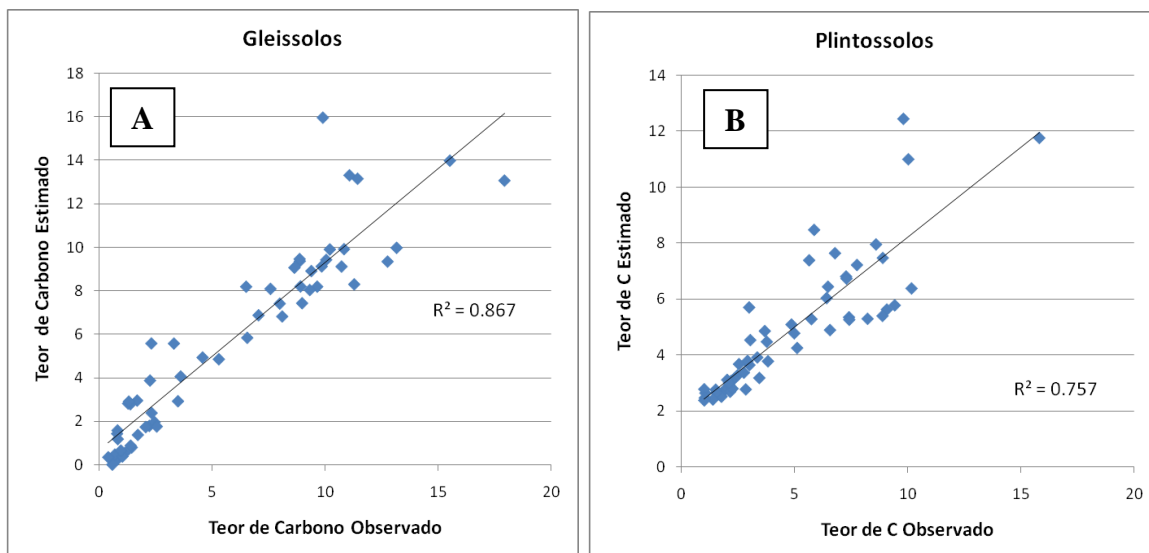 Gleissolos
A
Teor de Carbono Estimado
18
16
14
12
10
8
6
4
2
0
R² = 0.867
0
5
10
15
20
Teor de Carbono Observado
Plintossolos
B
Teor de C Estimado
14
12
10
8
6
4
2
0
R² = 0.757
0
5
10
15
20
Teor de C Observado